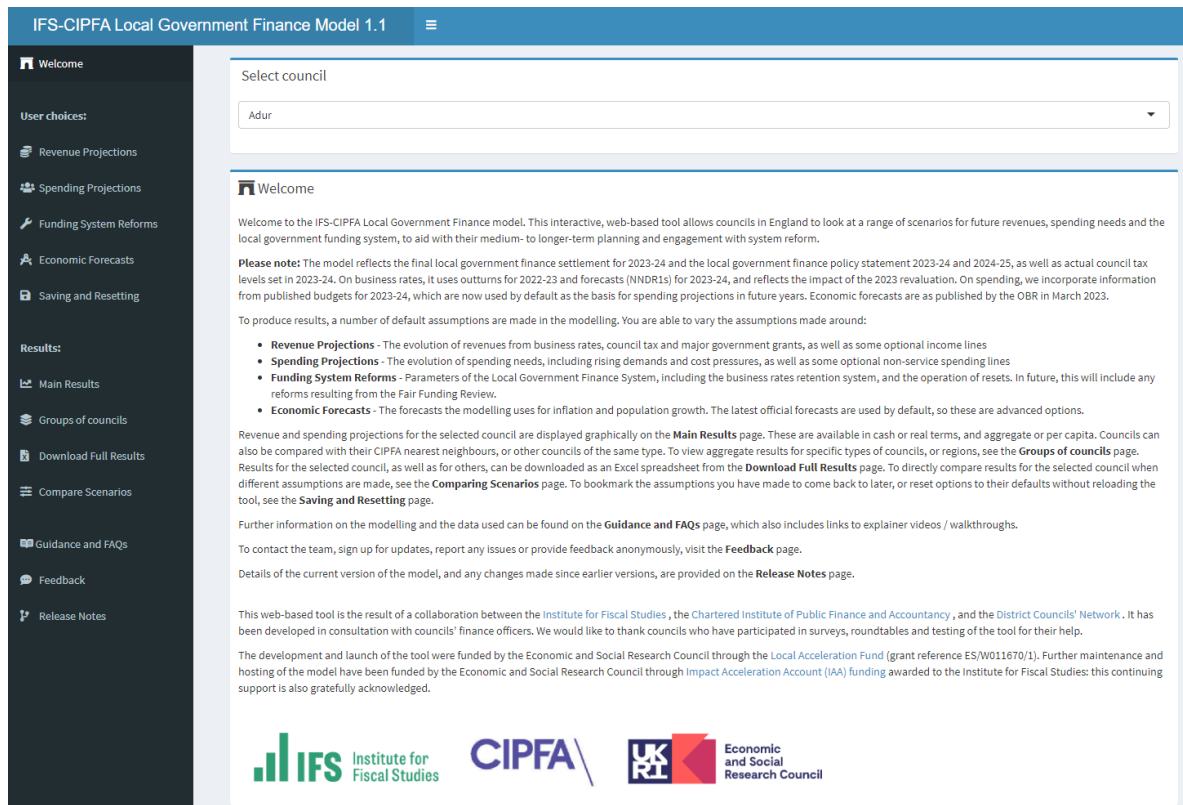 IFS-CIPFA Local Government Finance Model 1.1
Welcome
User choices:
Revenue Projections
Spending Projections
Funding System Reforms
Economic Forecasts
Saving and Resetting
Results:
Main Results
Groups of councils
Download Full Results
Compare Scenarios
Guidance and FAQs
Feedback
Release Notes
Select council
Adur
Welcome
Welcome to the IFS-CIPFA Local Government Finance model. This interactive, web-based tool allows councils in England to look at a range of scenarios for future revenues, spending needs and the
local government funding system, to aid with their medium- to longer-term planning and engagement with system reform.
Please note: The model reflects the final local government finance settlement for 2023-24 and the local government finance policy statement 2023-24 and 2024-25, as well as actual council tax
levels set in 2023-24. On business rates, it uses outturns for 2022-23 and forecasts (NNDR1s) for 2023-24, and reflects the impact of the 2023 revaluation. On spending, we incorporate information
from published budgets for 2023-24, which are now used by default as the basis for spending projections in future years. Economic forecasts are as published by the OBR in March 2023.
To produce results, a number of default assumptions are made in the modelling. You are able to vary the assumptions made around:
• Revenue Projections - The evolution of revenues from business rates, council tax and major government grants, as well as some optional income lines
• Spending Projections - The evolution of spending needs, including rising demands and cost pressures, as well as some optional non-service spending lines
• Funding System Reforms - Parameters of the Local Government Finance System, including the business rates retention system, and the operation of resets. In future, this will include any
reforms resulting from the Fair Funding Review.
• Economic Forecasts - The forecasts the modelling uses for inflation and population growth. The latest official forecasts are used by default, so these are advanced options.
Revenue and spending projections for the selected council are displayed graphically on the Main Results page. These are available in cash or real terms, and aggregate or per capita. Councils can
also be compared with their CIPFA nearest neighbours, or other councils of the same type. To view aggregate results for specific types of councils, or regions, see the Groups of councils page.
Results for the selected council, as well as for others, can be downloaded as an Excel spreadsheet from the Download Full Results page. To directly compare results for the selected council when
different assumptions are made, see the Comparing Scenarios page. To bookmark the assumptions you have made to come back to later, or reset options to their defaults without reloading the
tool, see the Saving and Resetting page.
Further information on the modelling and the data used can be found on the Guidance and FAQs page, which also includes links to explainer videos / walkthroughs.
To contact the team, sign up for updates, report any issues or provide feedback anonymously, visit the Feedback page.
Details of the current version of the model, and any changes made since earlier versions, are provided on the Release Notes page.
This web-based tool is the result of a collaboration between the Institute for Fiscal Studies , the Chartered Institute of Public Finance and Accountancy , and the District Councils' Network . It has
been developed in consultation with councils' finance officers. We would like to thank councils who have participated in surveys, roundtables and testing of the tool for their help.
The development and launch of the tool were funded by the Economic and Social Research Council through the Local Acceleration Fund (grant reference ES/W011670/1). Further maintenance and
hosting of the model have been funded by the Economic and Social Research Council through Impact Acceleration Account (IAA) funding awarded to the Institute for Fiscal Studies: this continuing
support is also gratefully acknowledged.
IFS Institute for
Fiscal Studies
CIPFA
UK
RI
Economic
and Social
Research Council